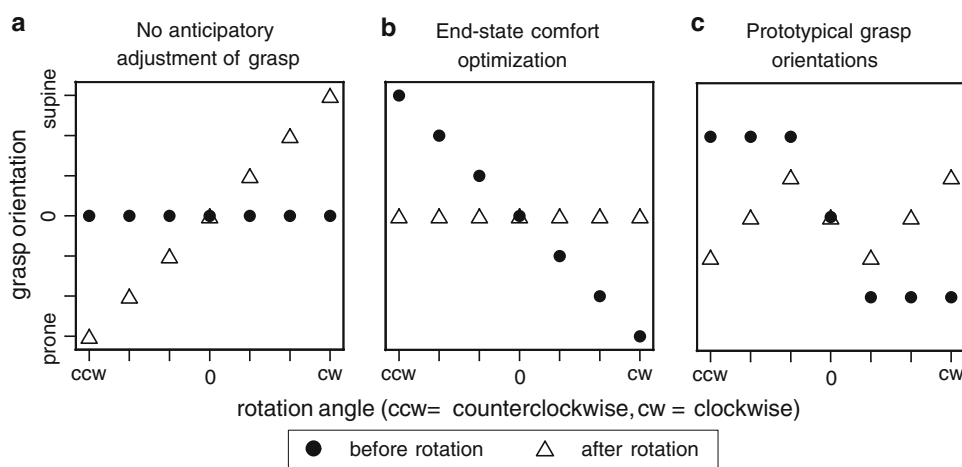 a
No anticipatory
adjustment of grasp
b
End-state comfort
optimization
c
Prototypical grasp
orientations
grasp orientation
supine
0
prone
ccw
0
cw
ccw
0
cw
ccw
0
cw
rotation angle (ccw= counterclockwise, cw = clockwise)
before rotation
after rotation